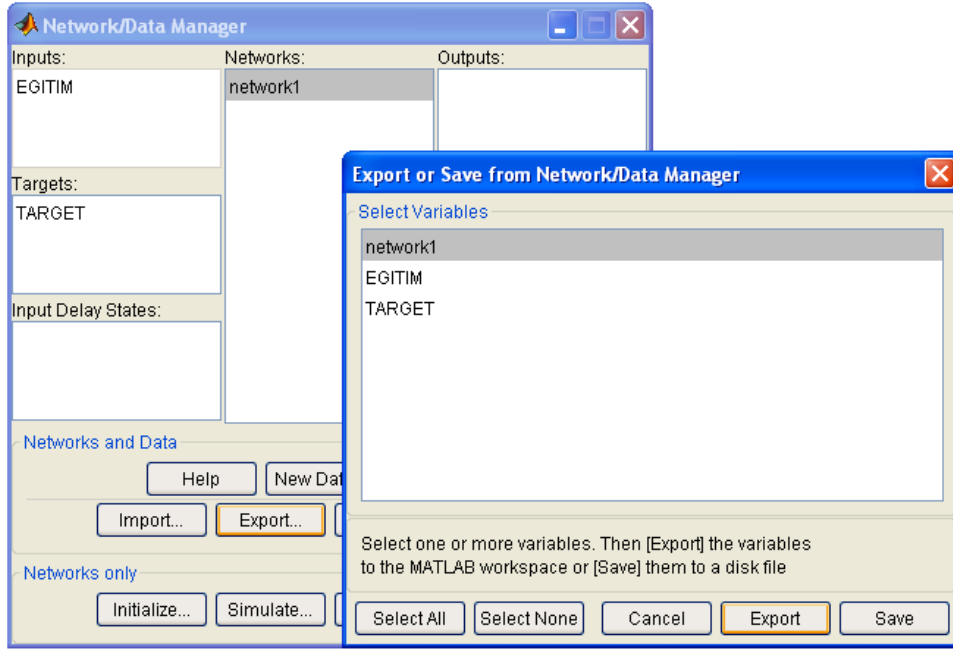 Network/Data Manager
Inputs:
Networks:
Outputs:
EGITIM
network1
Targets:
TARGET
Input Delay States:
Networks and Data
Help
New Dat
Import...
Export...
Networks only
Initialize...
Simulate...
Export or Save from Network/Data Manager
Select Variables
network1
EGITIM
TARGET
Select one or more variables. Then [Export] the variables
to the MATLAB workspace or [Save] them to a disk file
Select All
Select None
Cancel
Export
Save